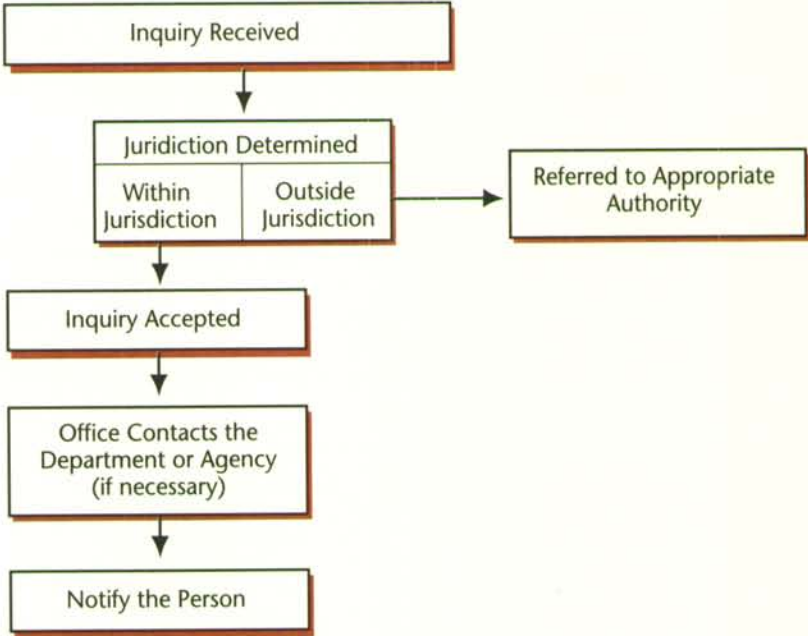 Inquiry Received
Juridiction Determined
Within
Jurisdiction
Outside
Jurisdiction
Referred to Appropriate
Authority
Inquiry Accepted
Office Contacts the
Department or Agency
(if necessary)
Notify the Person